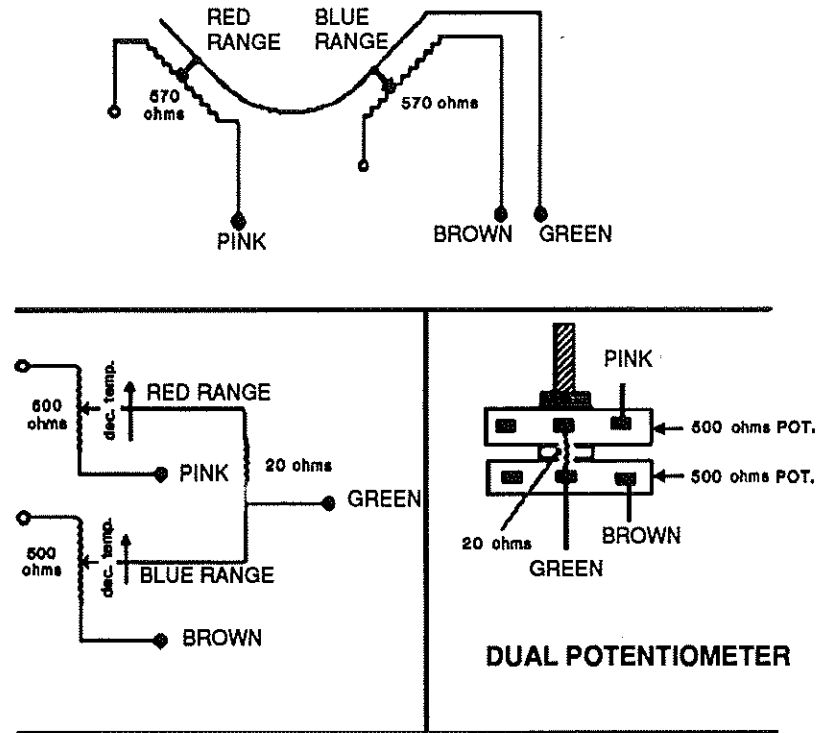 RED
RANGE
BLUE
RANGE
570
ohms
570 ohms
PINK
BROWN
GREEN
500
ohms
dec. temp.
RED RANGE
20 ohms
PINK
GREEN
500
ohms
dec. temp.
BLUE RANGE
BROWN
PINK
500 ohms POT.
500 ohms POT.
20 ohms
BROWN
GREEN
DUAL POTENTIOMETER